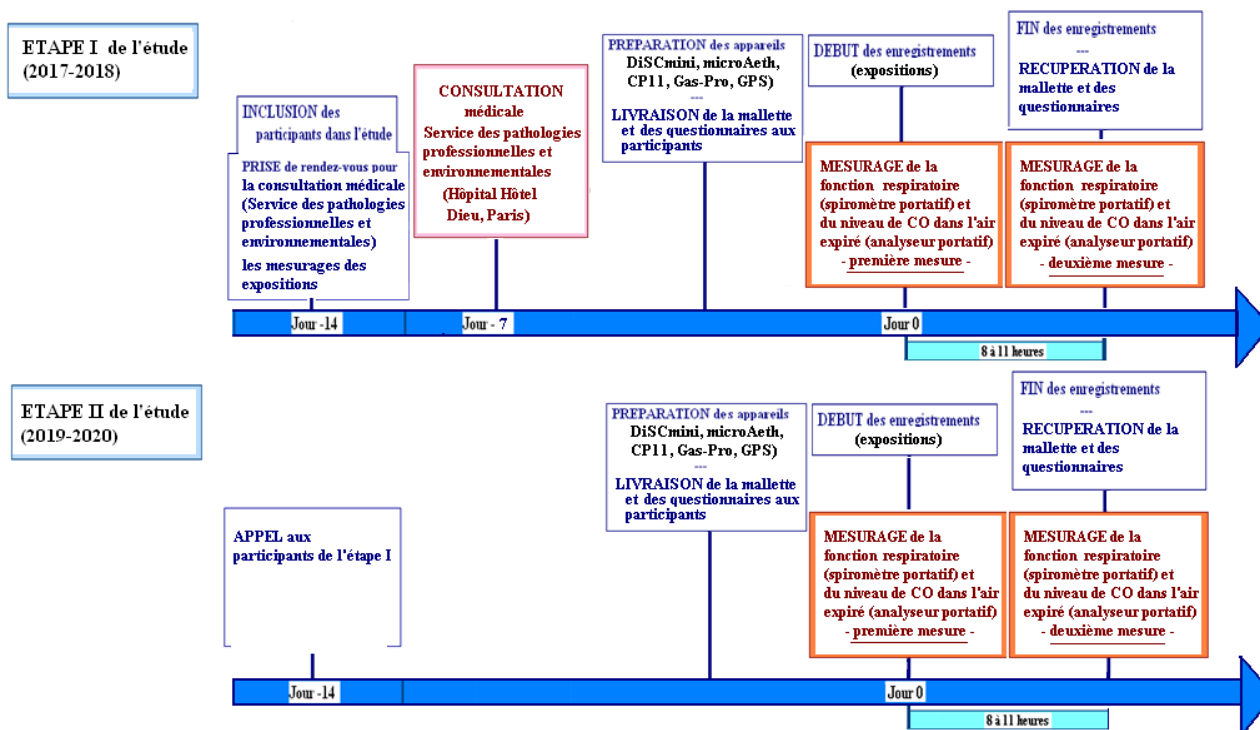 ETAPE I de l'étude
(2017-2018)
INCLUSION des
participants dans l'étude
PRISE de rendez-vous pour
la consultation médicale
(Service des pathologies
professionnelles et
environnementales)
les mesurages des
expositions
CONSULTATION
médicale
Service des pathologies
professionnelles et
environnementales
(Hôpital Hôtel
Dieu, Paris)
PREPARATION des appareils
DiSCmini, microAeth,
CP11, Gas-Pro, GPS)
---
LIVRAISON de la mallette
et des questionnaires aux
participants
DEBUT des enregistrements
(expositions)
MESURAGE de la
fonction respiratoire
(spiromètre portatif) et
du niveau de CO dans l'air
expiré (analyseur portatif)
- première mesure -
FIN des enregistrements
---
RECUPERATION de la
mallette et des
questionnaires
MESURAGE de la
fonction respiratoire
(spiromètre portatif) et
du niveau de CO dans l'air
expiré (analyseur portatif)
- deuxième mesure -
Jour -14
Jour - 7
Jour 0
8 à 11 heures
ETAPE II de l'étude
(2019-2020)
APPEL aux
participants de l'étape I
PREPARATION des appareils
DiSCmini, microAeth,
CP11, Gas-Pro, GPS)
---
LIVRAISON de la mallette
et des questionnaires aux
participants
DEBUT des enregistrements
(expositions)
MESURAGE de la
fonction respiratoire
(spiromètre portatif) et
du niveau de CO dans l'air
expiré (analyseur portatif)
- première mesure -
FIN des enregistrements
---
RECUPERATION de la
mallette et des
questionnaires
MESURAGE de la
fonction respiratoire
(spiromètre portatif) et
du niveau de CO dans l'air
expiré (analyseur portatif)
- deuxième mesure -
Jour -14
Jour 0
8 à 11 heures